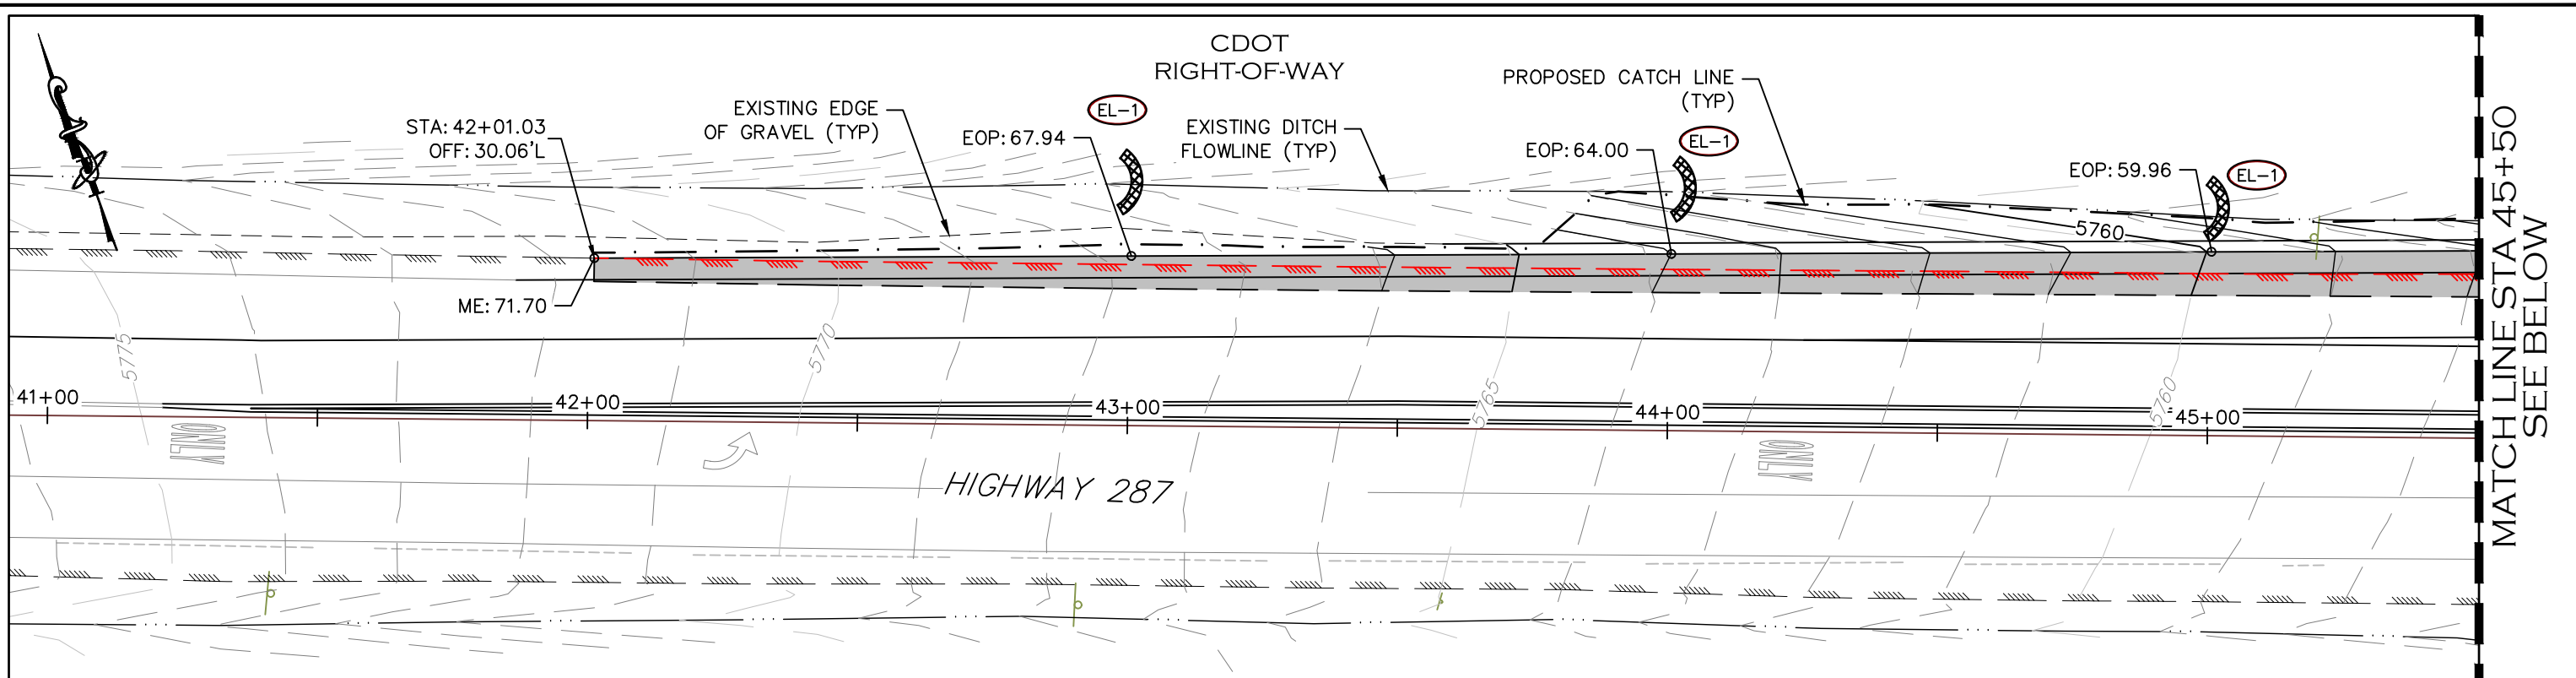 CDOT
RIGHT-OF-WAY
PROPOSED CATCH LINE
(TYP)
EXISTING EDGE
OF GRAVEL (TYP)
EL-1
STA: 42+01.03
OFF: 30.06'L
EOP: 67.94
EXISTING DITCH
FLOWLINE (TYP)
EOP: 64.00
EL-1
EOP: 59.96
EL-1
5760
ME: 71.70
5775
5770
5765
5760
41+00
42+00
43+00
44+00
45+00
ONLY
ONLY
HIGHWAY 287
MATCH LINE STA 45+50
SEE BELOW